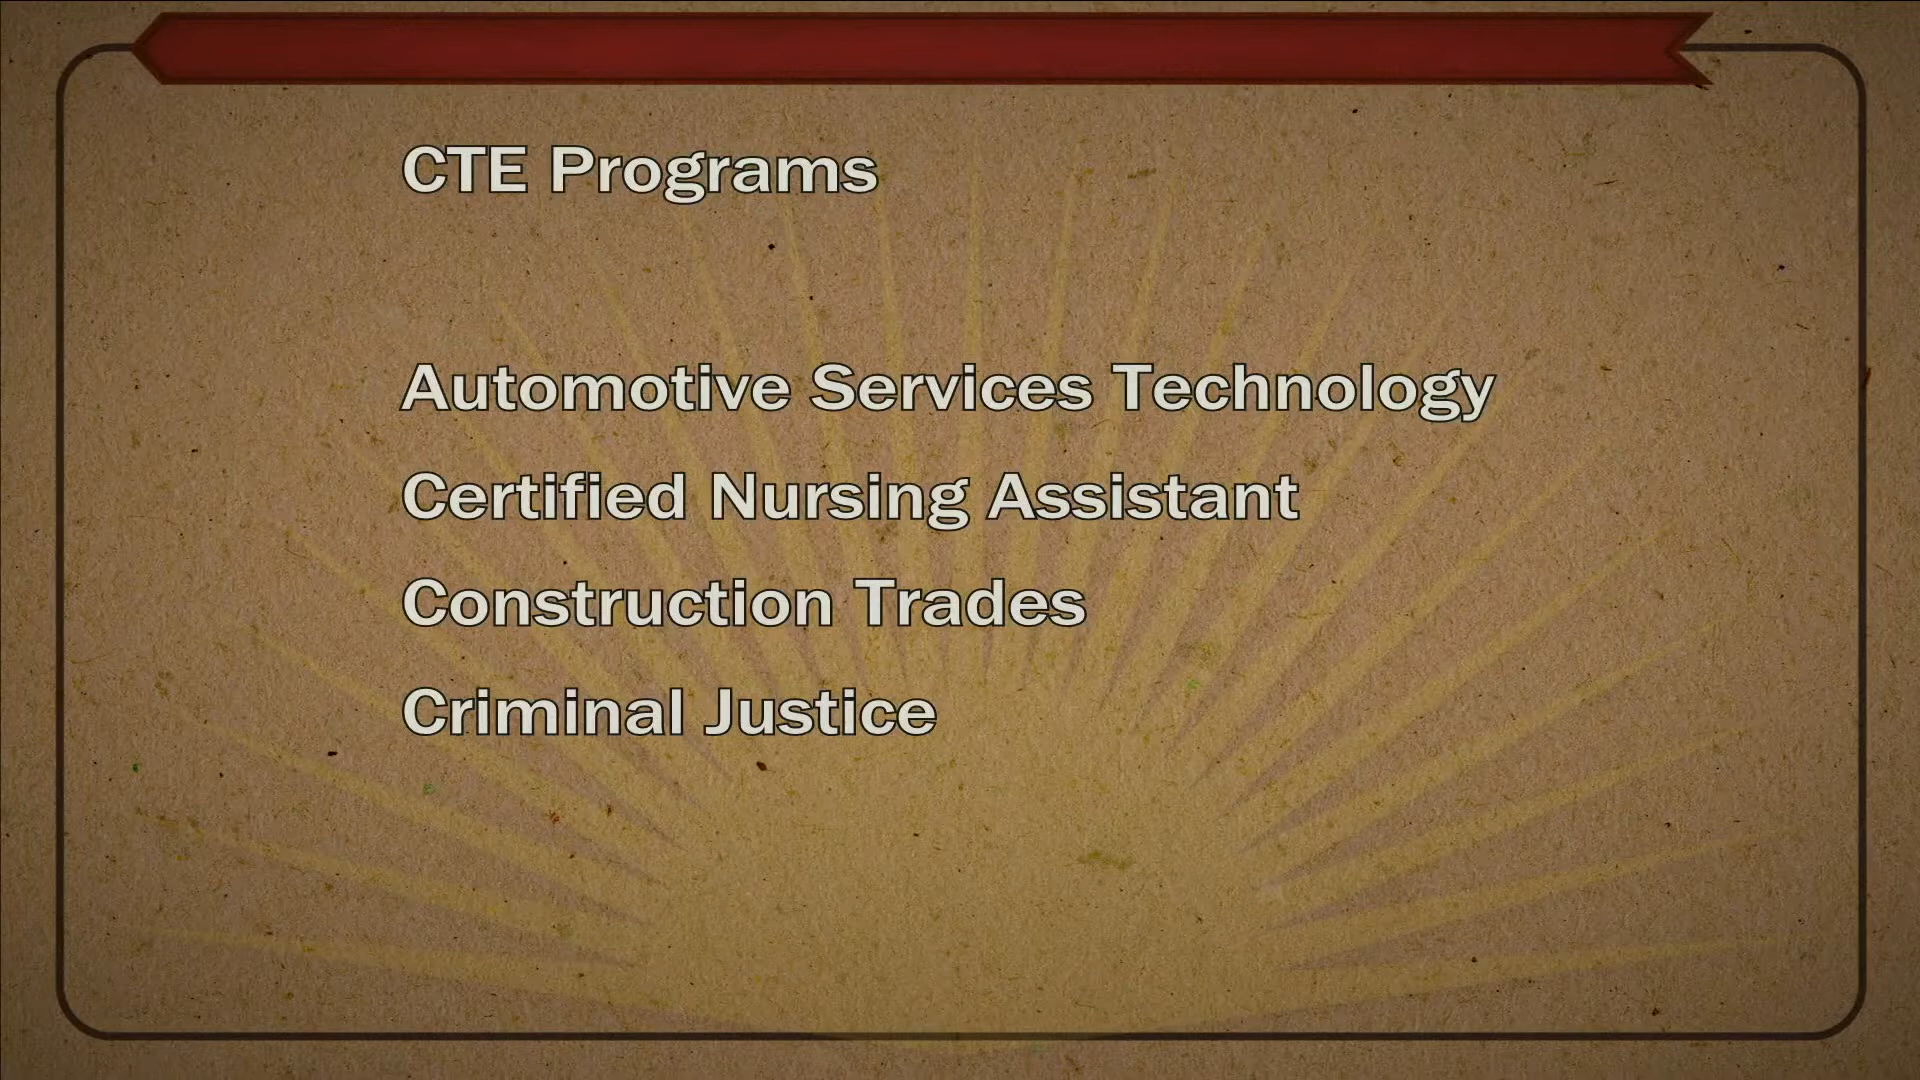 CTE Programs
Automotive Services Technology
Certified Nursing Assistant
Construction Trades
Criminal Justice